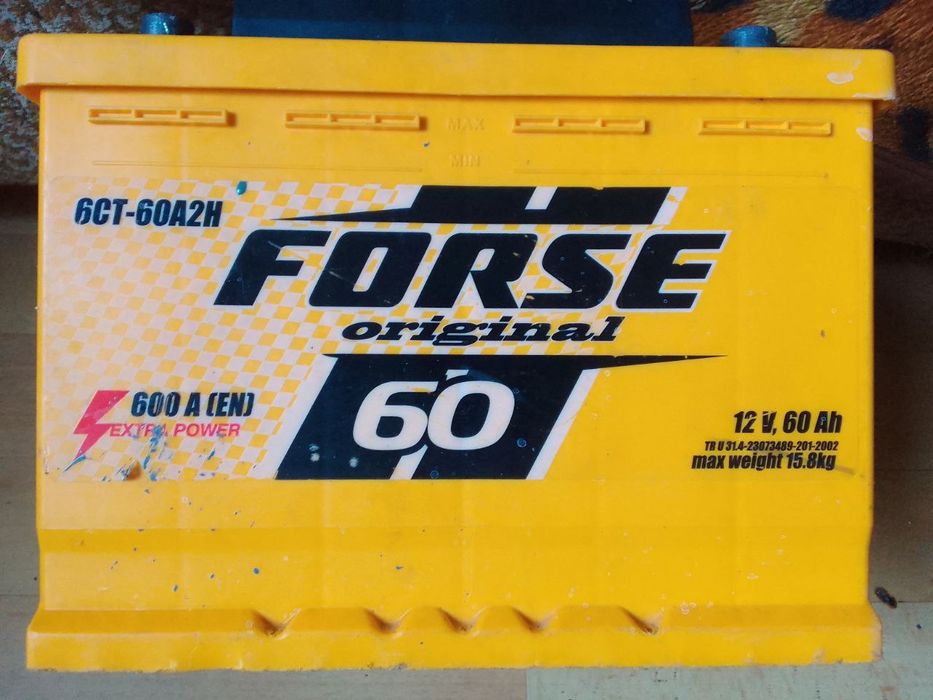 MAX
MIN
6CT-60A2H
FORSE
original
60
600 A (EN)
EXTRA POWER
12 V, 60 Ah
TR U 31.4-23073489-201-2002
max weight 15.8kg